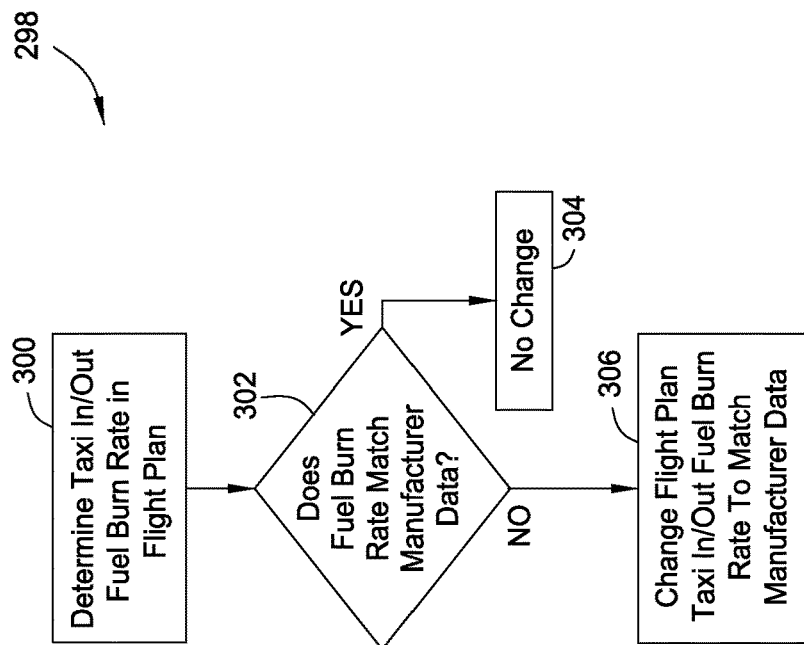 298
300
Determine Taxi In/Out
Fuel Burn Rate in
Flight Plan
302
Does
Fuel Burn
Rate Match
Manufacturer
Data?
YES
No Change
304
NO
306
Change Flight Plan
Taxi In/Out Fuel Burn
Rate To Match
Manufacturer Data